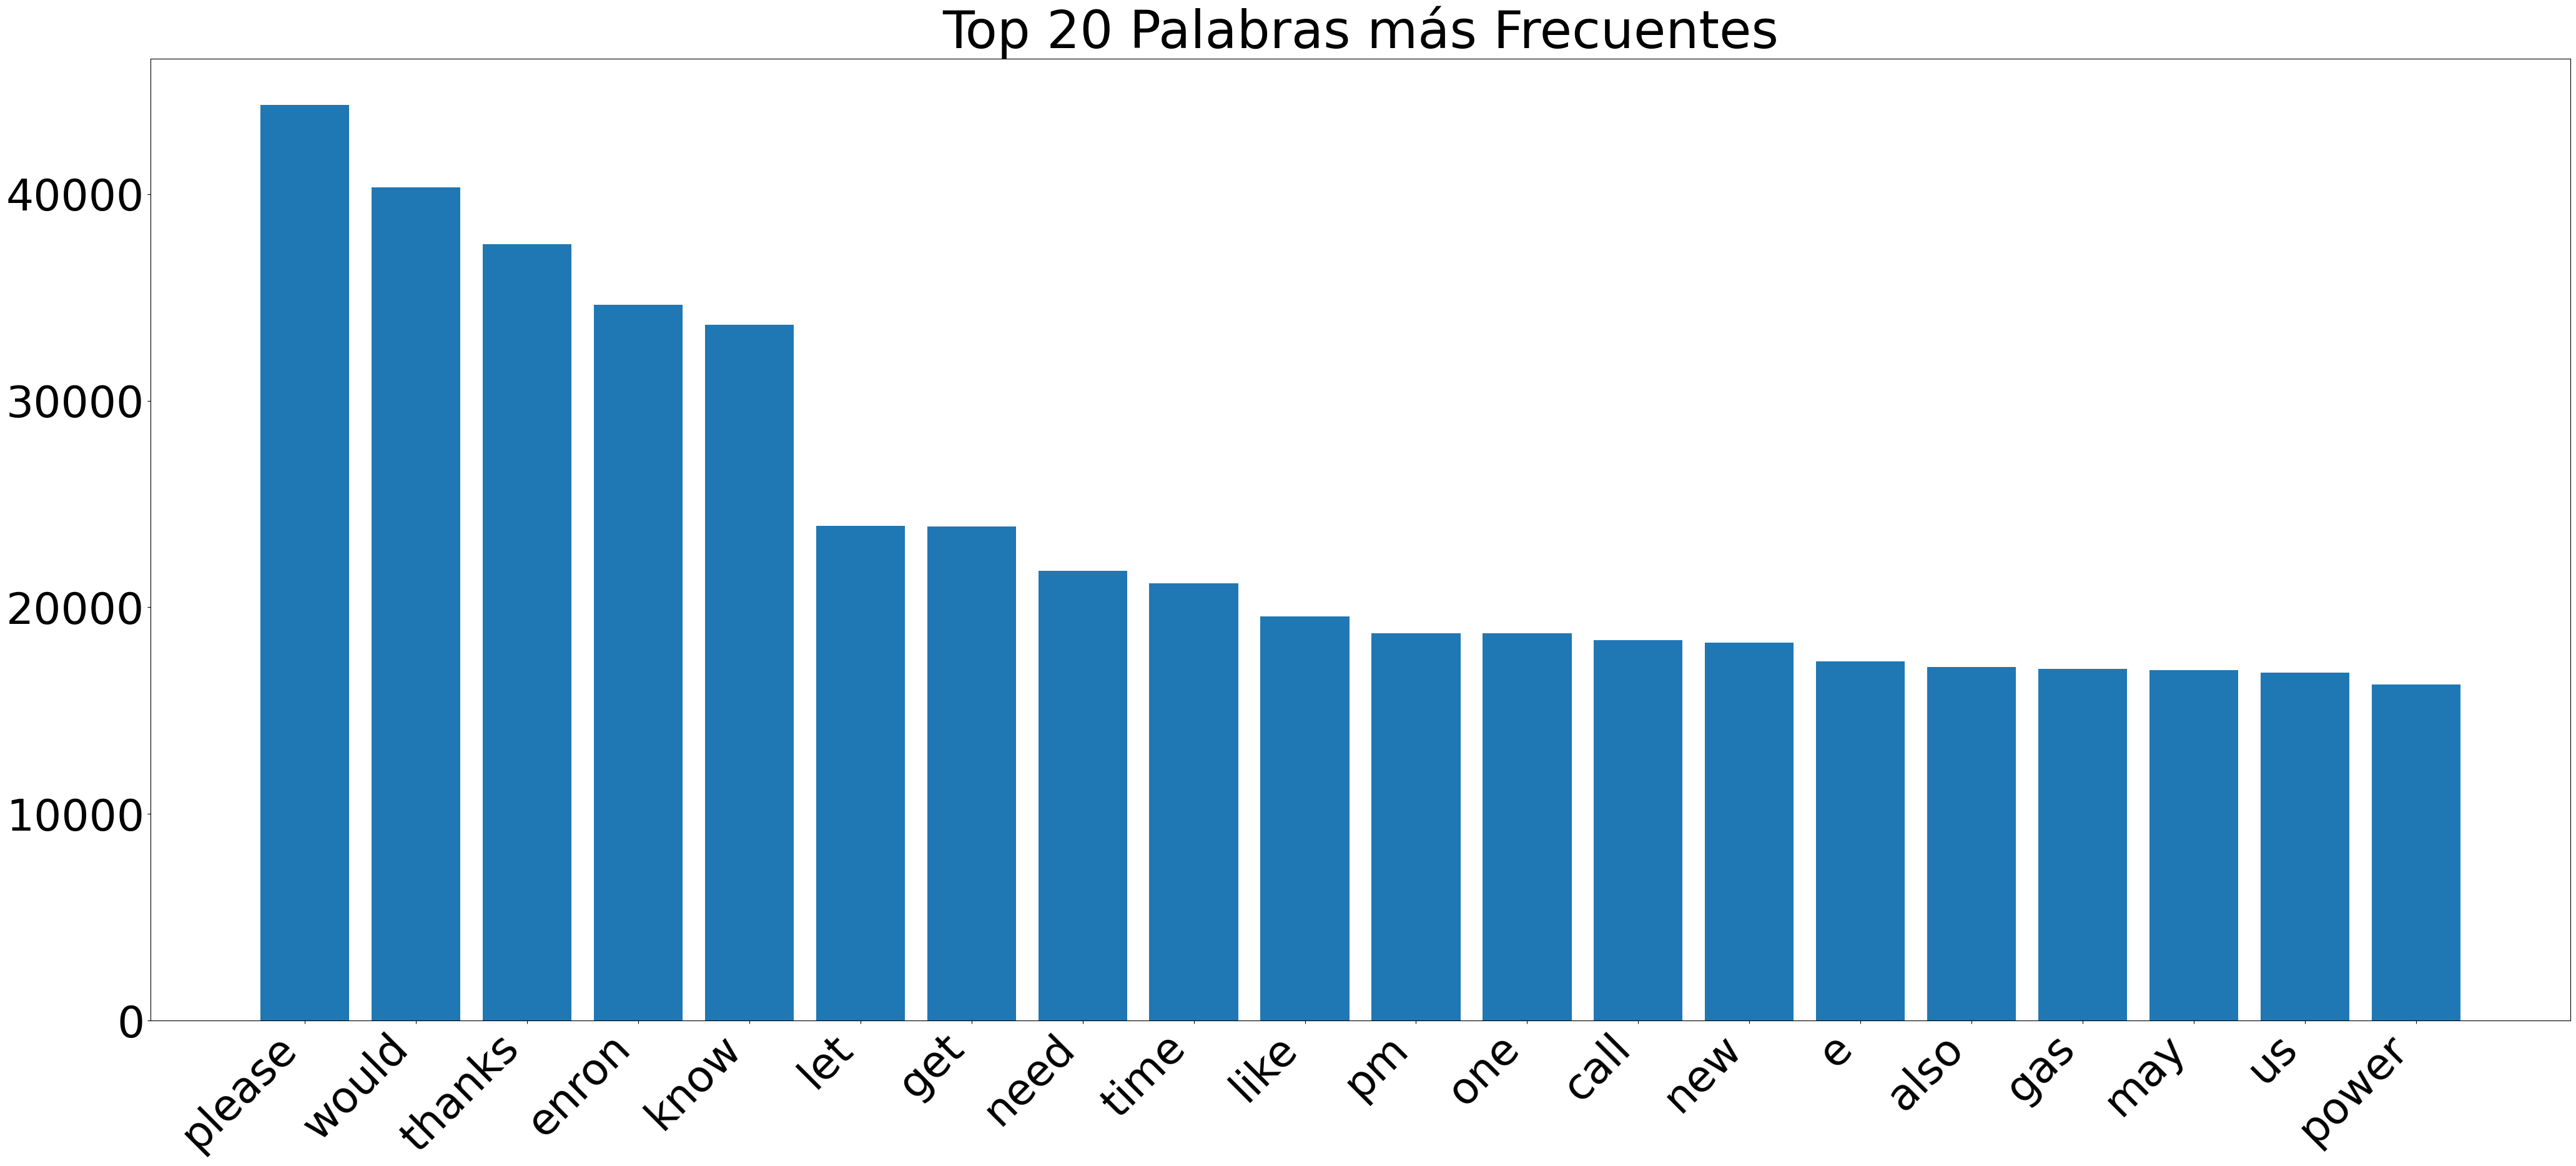 Top 20 Palabras más Frecuentes
40000
30000
20000
10000
0
please would thanks enron know let get need time like pm one call new e also gas may us power